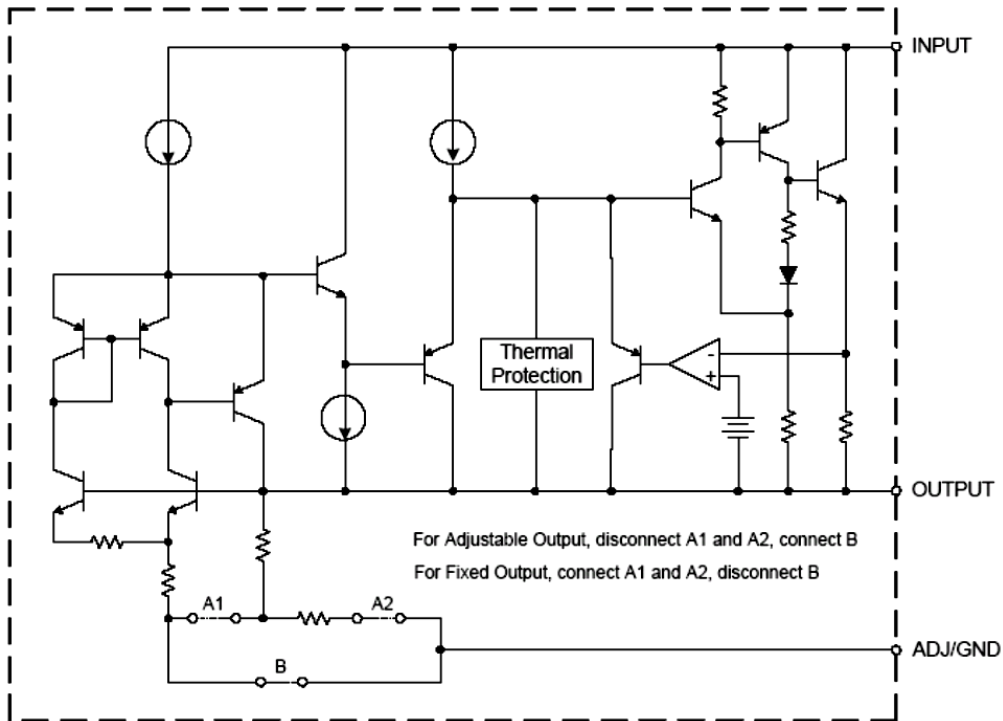 INPUT
Thermal
Protection
-
+
OUTPUT
For Adjustable Output, disconnect A1 and A2, connect B
For Fixed Output, connect A1 and A2, disconnect B
A1
A2
ADJ/GND
B